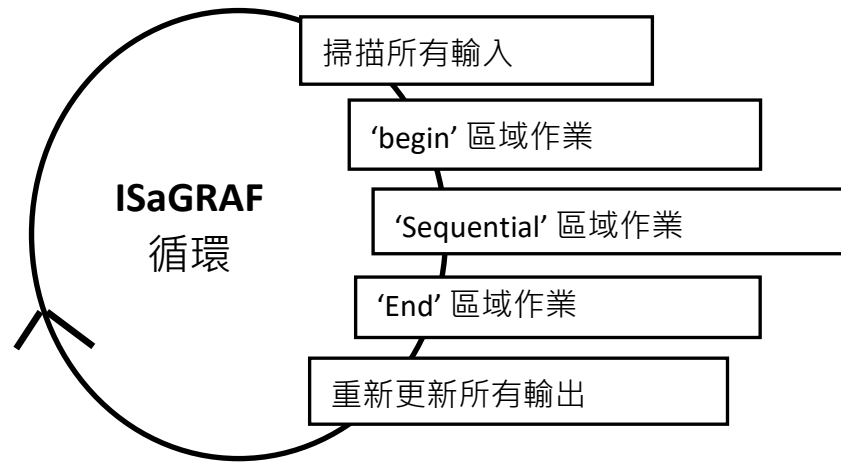 掃描所有輸入
‘begin’ 區域作業
ISaGRAF
循環
‘Sequential’ 區域作業
‘End’ 區域作業
重新更新所有輸出